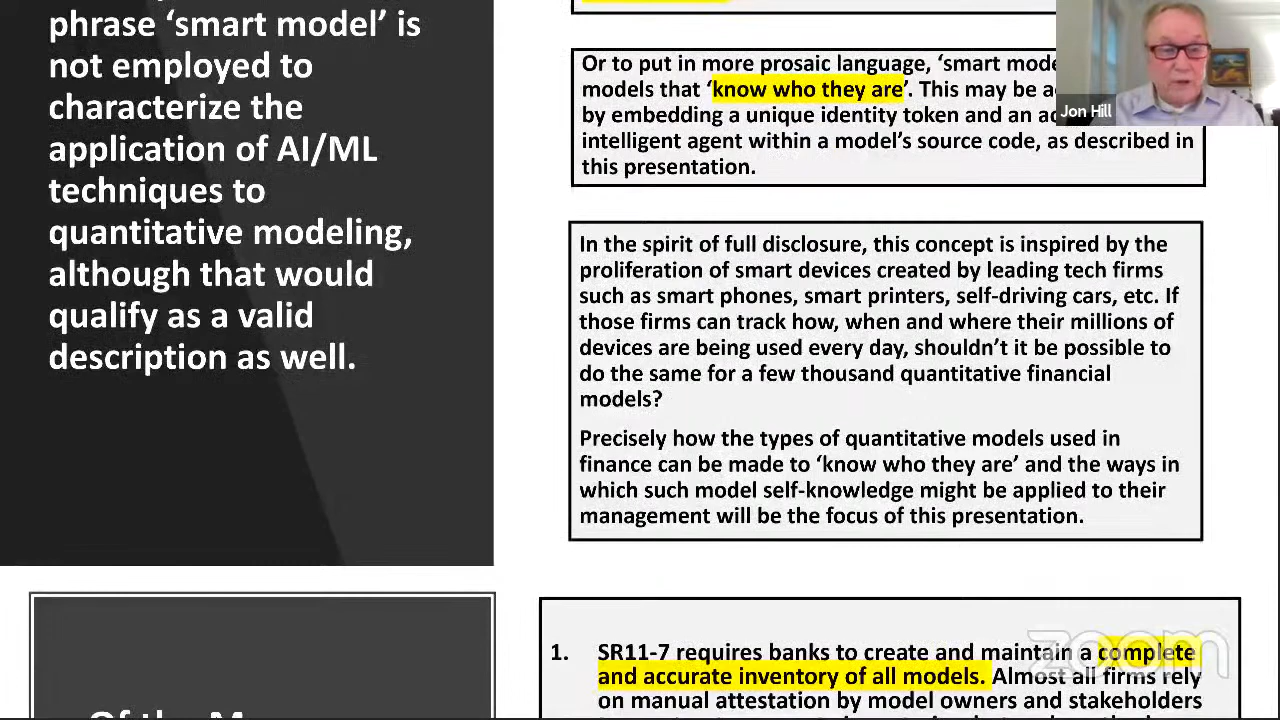 phrase ‘smart model’ is
not employed to
characterize the
application of AI/ML
techniques to
quantitative modeling,
although that would
qualify as a valid
description as well.
Or to put in more prosaic language, ‘smart
models that ‘know who they are’. This may be
by embedding a unique identity token and an
intelligent agent within a model’s source code, as described in
this presentation.
Jon Hill
In the spirit of full disclosure, this concept is inspired by the
proliferation of smart devices created by leading tech firms
such as smart phones, smart printers, self-driving cars, etc. If
those firms can track how, when and where their millions of
devices are being used every day, shouldn’t it be possible to
do the same for a few thousand quantitative financial
models?
Precisely how the types of quantitative models used in
finance can be made to ‘know who they are’ and the ways in
which such model self-knowledge might be applied to their
management will be the focus of this presentation.
1. SR11-7 requires banks to create and maintain a complete
and accurate inventory of all models. Almost all firms rely
on manual attestation by model owners and stakeholders
zoom